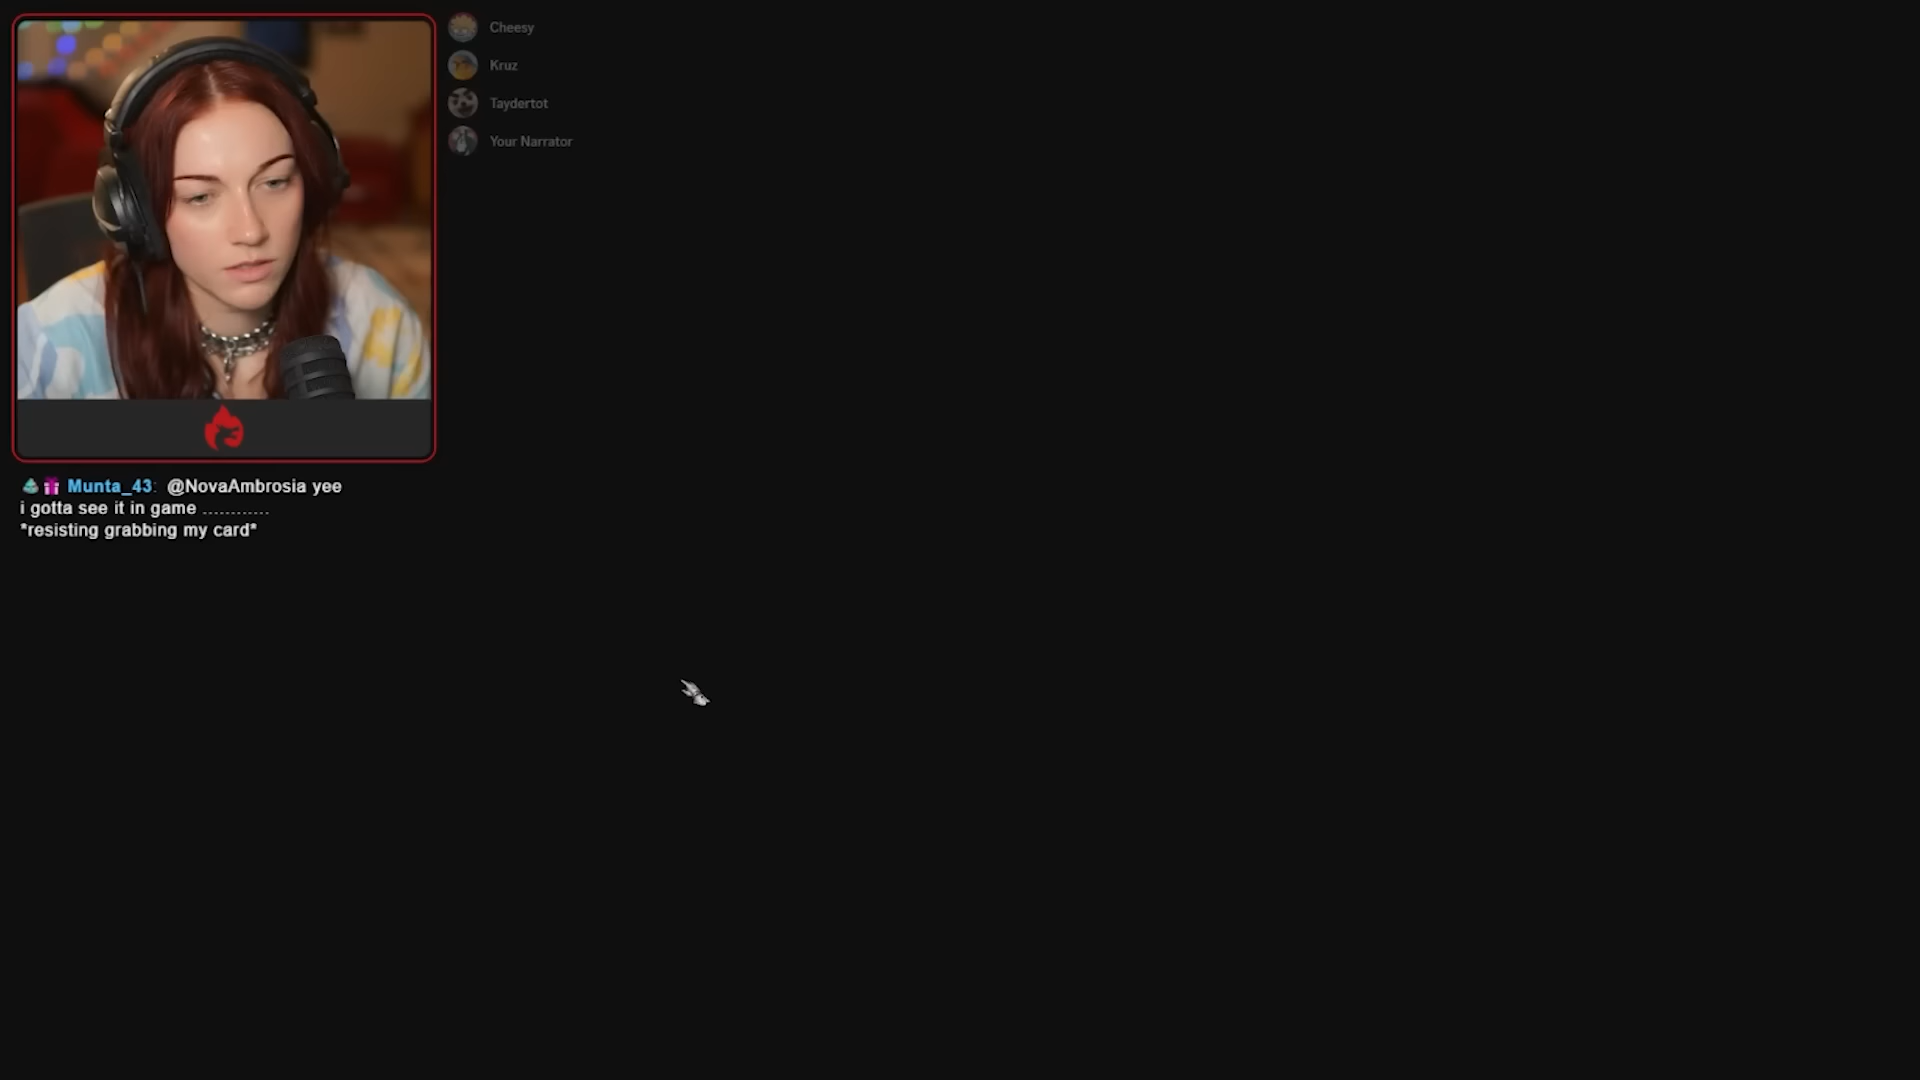 Cheesy
Kruz
Taydertot
Your Narrator
Munta_43: @NovaAmbrosia yee
i gotta see it in game ............
*resisting grabbing my card*